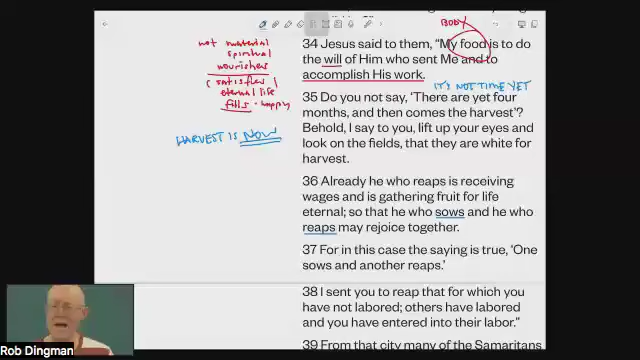 BODY
not material
spiritual
nourishes
(satisfies)
eternal life
fills - happy
HARVEST IS NOW
34 Jesus said to them, “My food is to do
the will of Him who sent Me and to
accomplish His work.
IT'S NOT TIME YET
35 Do you not say, ‘There are yet four
months, and then comes the harvest’?
Behold, I say to you, lift up your eyes and
look on the fields, that they are white for
harvest.
36 Already he who reaps is receiving
wages and is gathering fruit for life
eternal; so that he who sows and he who
reaps may rejoice together.
37 For in this case the saying is true, ‘One
sows and another reaps.’
38 I sent you to reap that for which you
have not labored; others have labored
and you have entered into their labor.”
39 From that city many of the Samaritans
Rob Dingman